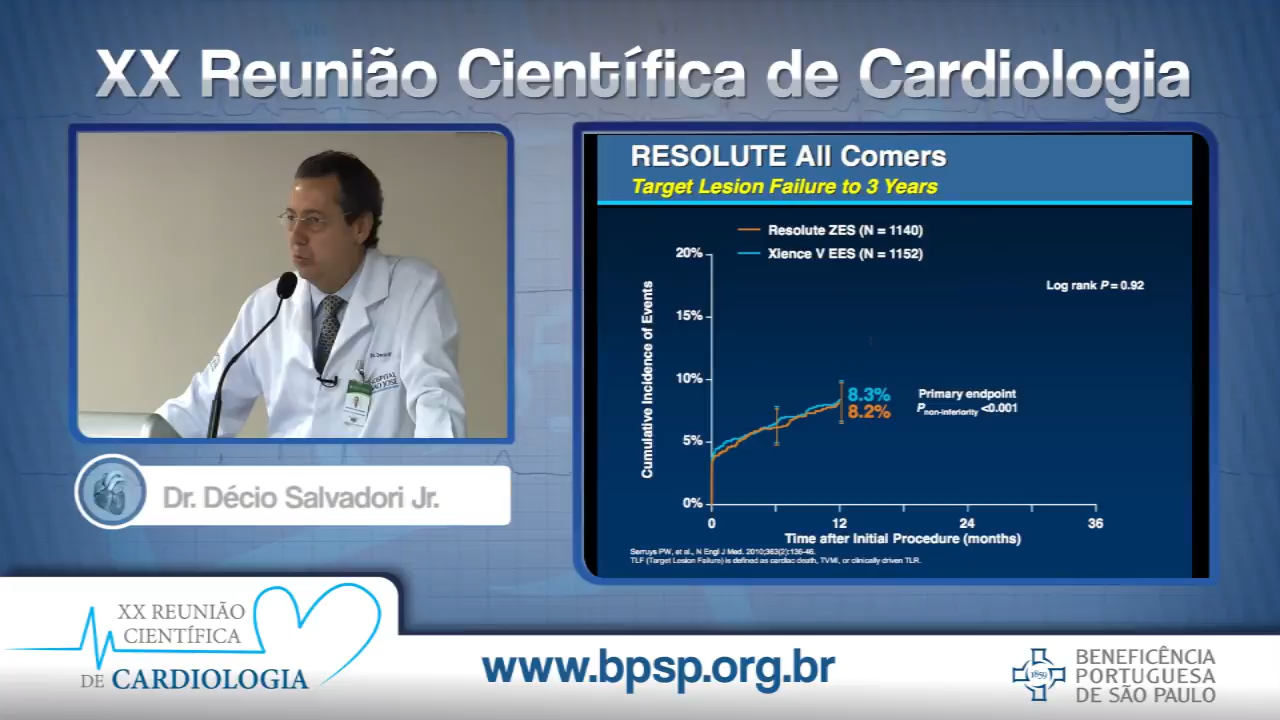 XX Reunião Científica de Cardiologia
RESOLUTE All Comers
Target Lesion Failure to 3 Years
Resolute ZES (N = 1140)
Xience V EES (N = 1152)
Log rank P = 0.92
Cumulative Incidence of Events
20%
15%
10%
5%
0%
8.3%
8.2%
Primary endpoint
Pnon-inferiority <0.001
0 12 24 36
Time after Initial Procedure (months)
Serruys PW, et al., N Engl J Med. 2010;363(2):136-46.
TLF (Target Lesion Failure) is defined as cardiac death, TVMI, or clinically driven TLR.
HOSPITAL
SÃO JOSÉ
Dr. Décio Salvadori Jr.
XX REUNIÃO
CIENTÍFICA
DE CARDIOLOGIA
www.bpsp.org.br
1859
BENEFICÊNCIA
PORTUGUESA
DE SÃO PAULO